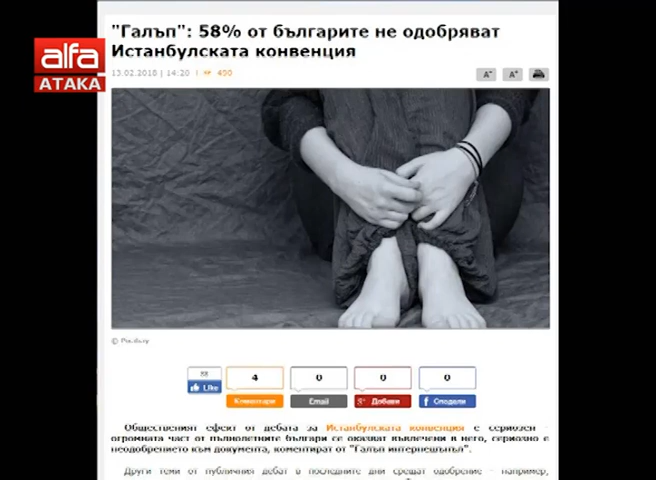 "Галъп": 58% от българите не одобряват
Истанбулската конвенция
alfa
АТАКА
13.02.2018 | 14:20 | 490
A- A+
© Pixabay
38 4 0 0 0
Like Коментари Email Добави Сподели
Общественият ефект от дебата за Истанбулската конвенция е сериозен -
огромната част от пълнолетните българи се оказват въвлечени в него, сериозно е
неодобрението към документа, коментират от "Галъп интернешънъл".
Други теми от публичния дебат в последните дни срещат одобрение - например,